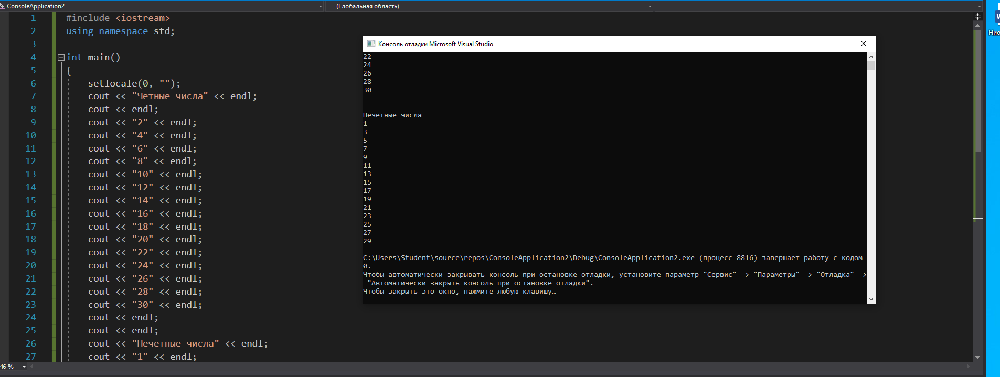 ConsoleApplication2
(Глобальная область)
1 #include <iostream>
2 using namespace std;
3
4 int main()
5 {
6 setlocale(0, "");
7 cout << "Четные числа" << endl;
8 cout << endl;
9 cout << "2" << endl;
10 cout << "4" << endl;
11 cout << "6" << endl;
12 cout << "8" << endl;
13 cout << "10" << endl;
14 cout << "12" << endl;
15 cout << "14" << endl;
16 cout << "16" << endl;
17 cout << "18" << endl;
18 cout << "20" << endl;
19 cout << "22" << endl;
20 cout << "24" << endl;
21 cout << "26" << endl;
22 cout << "28" << endl;
23 cout << "30" << endl;
24 cout << endl;
25 cout << endl;
26 cout << "Нечетные числа" << endl;
27 cout << "1" << endl;
46 %
Консоль отладки Microsoft Visual Studio
22
24
26
28
30
Нечетные числа
1
3
5
7
9
11
13
15
17
19
21
23
25
27
29
C:\Users\Student\source\repos\ConsoleApplication2\Debug\ConsoleApplication2.exe (процесс 8816) завершает работу с кодом
0.
Чтобы автоматически закрывать консоль при остановке отладки, установите параметр "Сервис" -> "Параметры" -> "Отладка" ->
"Автоматически закрыть консоль при остановке отладки".
Чтобы закрыть это окно, нажмите любую клавишу…